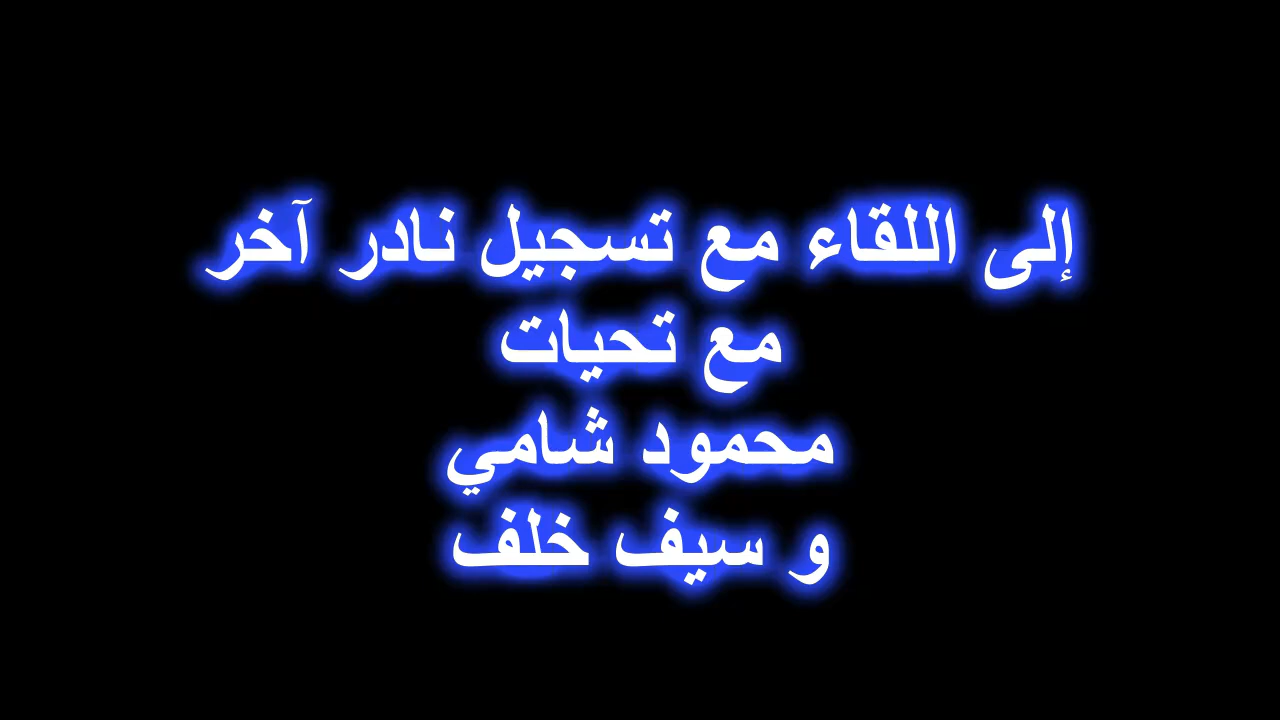 إلى اللقاء مع تسجيل نادر آخر
مع تحيات
محمود شامي
و سيف خلف